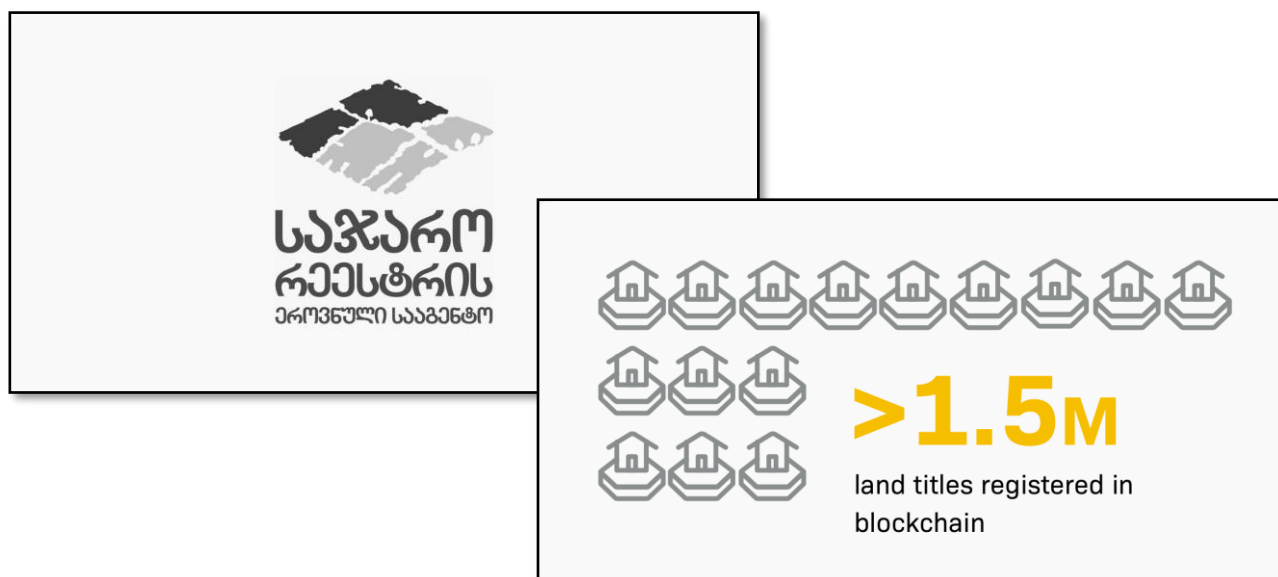 საჯარო
რეესტრის
ეროვნული სააგენტო
>1.5M
land titles registered in
blockchain